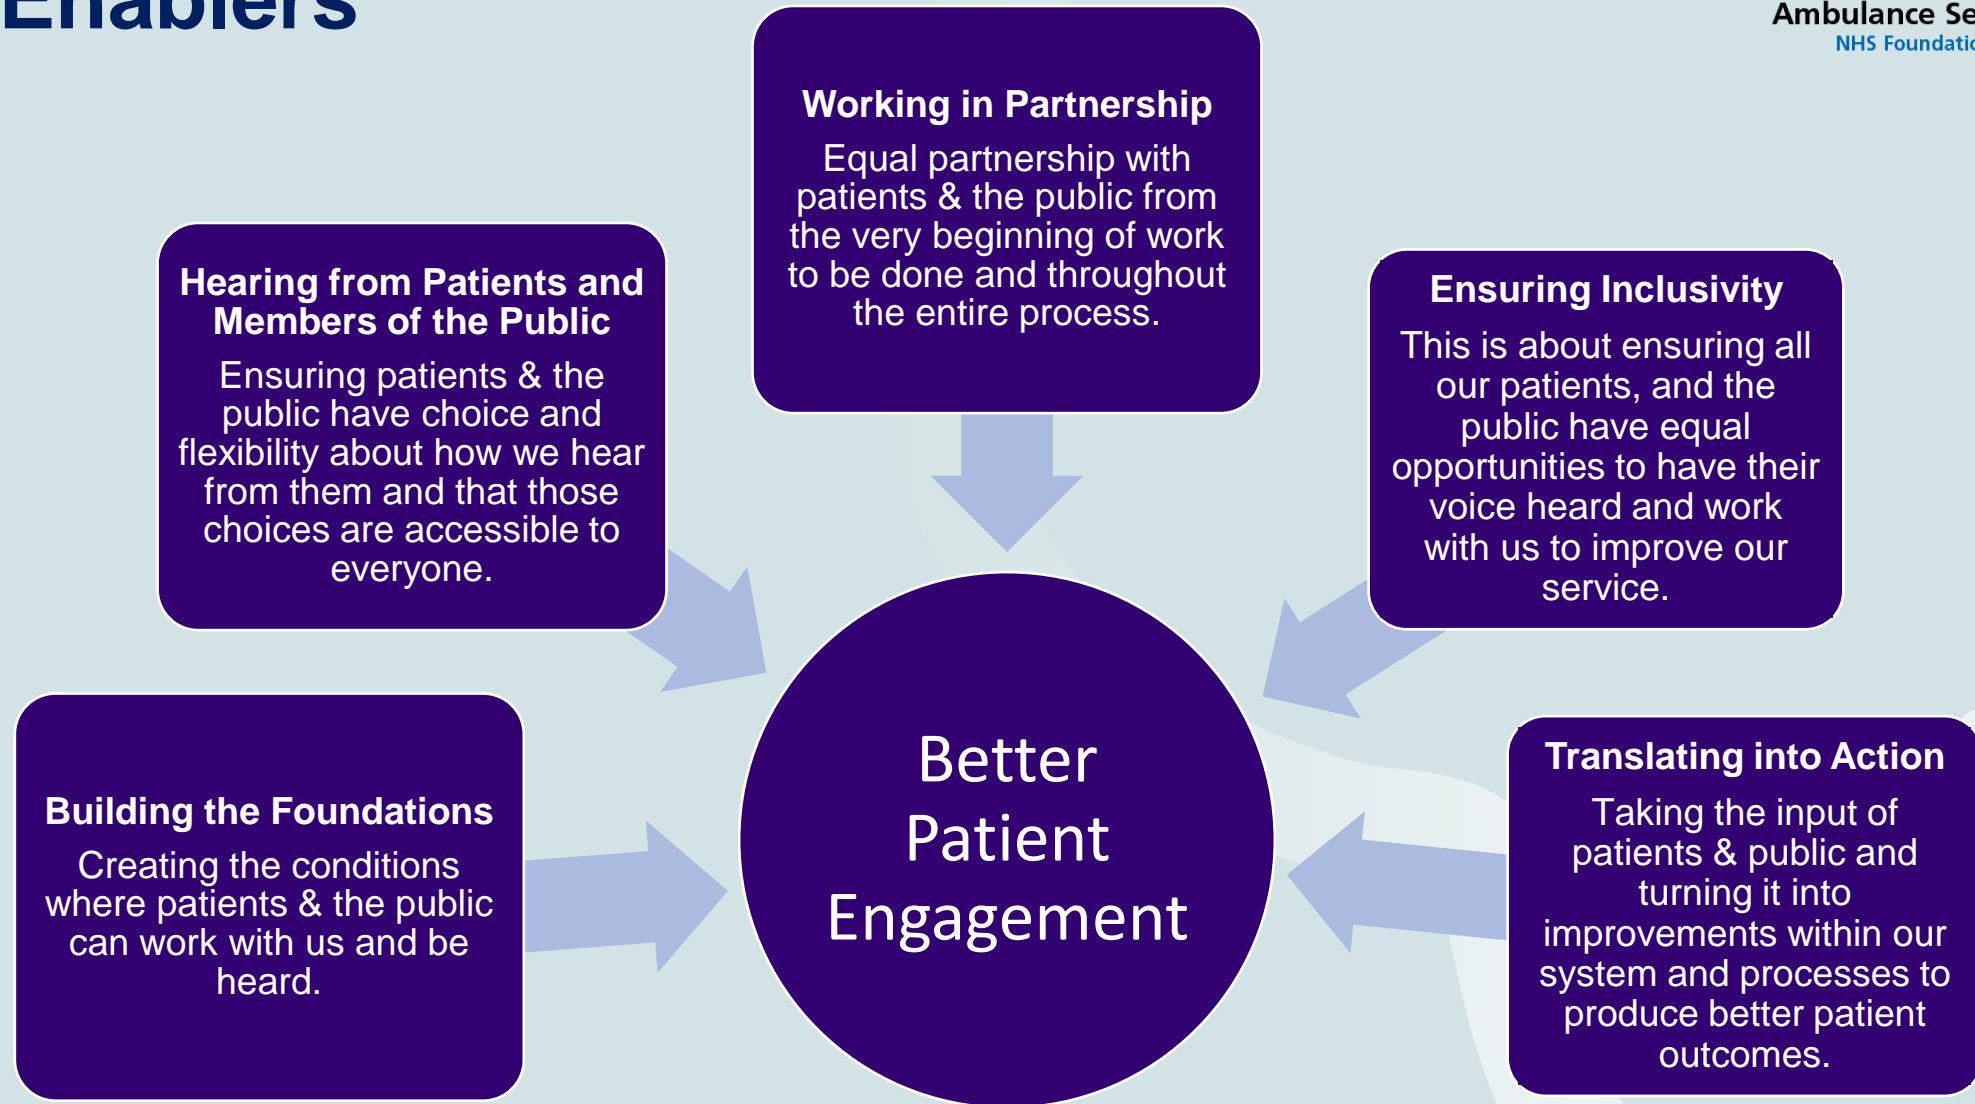 Enablers
Ambulance Se
NHS Foundatio
Working in Partnership
Equal partnership with
patients & the public from
the very beginning of work
to be done and throughout
the entire process.
Hearing from Patients and
Members of the Public
Ensuring patients & the
public have choice and
flexibility about how we hear
from them and that those
choices are accessible to
everyone.
Ensuring Inclusivity
This is about ensuring all
our patients, and the
public have equal
opportunities to have their
voice heard and work
with us to improve our
service.
Building the Foundations
Creating the conditions
where patients & the public
can work with us and be
heard.
Better
Patient
Engagement
Translating into Action
Taking the input of
patients & public and
turning it into
improvements within our
system and processes to
produce better patient
outcomes.